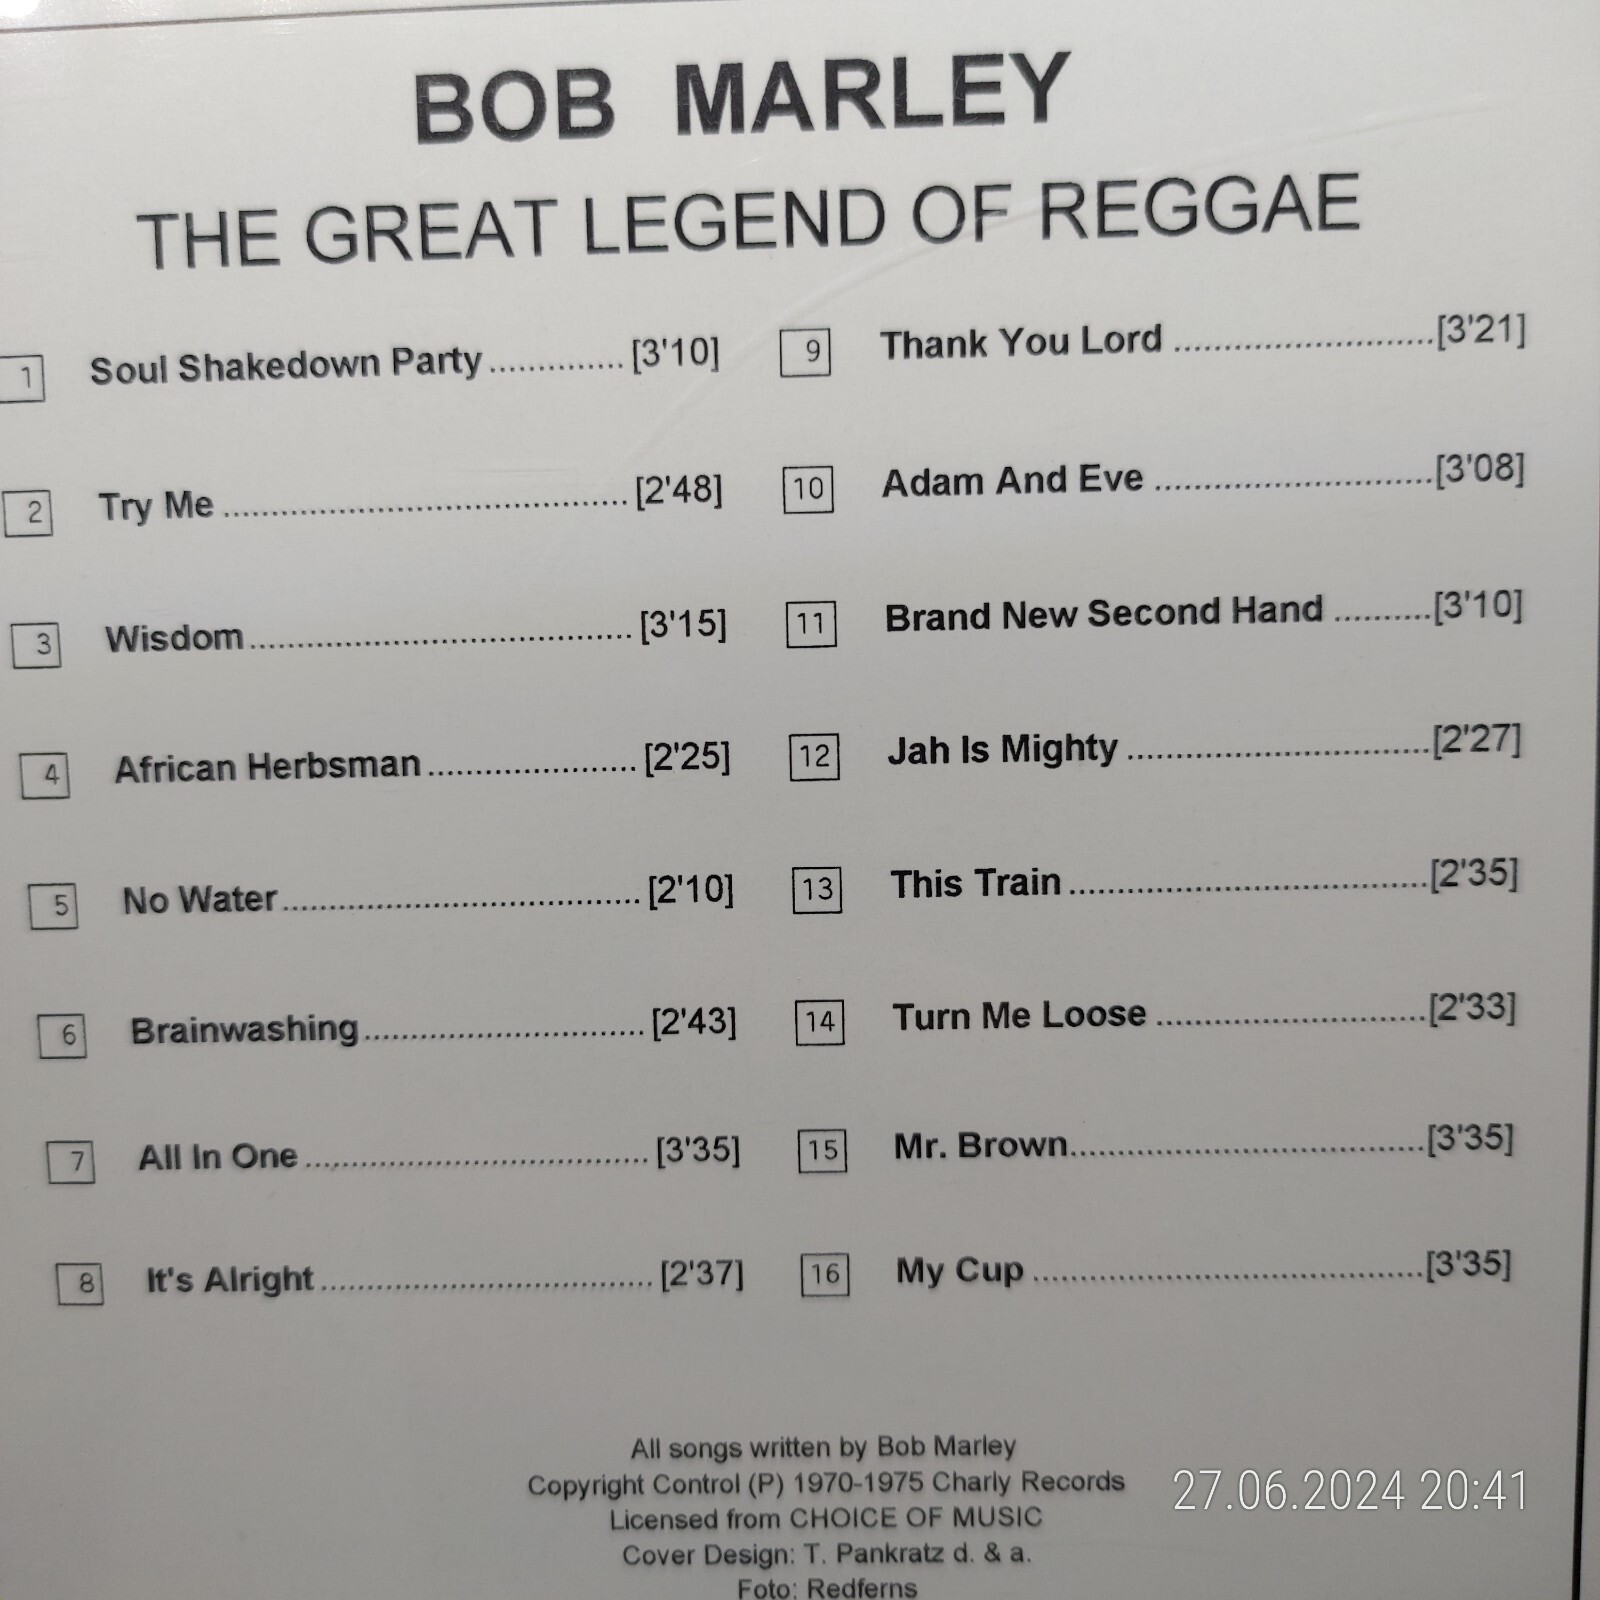 BOB MARLEY
THE GREAT LEGEND OF REGGAE
1 Soul Shakedown Party .............. [3'10]
2 Try Me .......................................... [2'48]
3 Wisdom ........................................ [3'15]
4 African Herbsman ...................... [2'25]
5 No Water ..................................... [2'10]
6 Brainwashing ............................. [2'43]
7 All In One .................................... [3'35]
8 It's Alright ................................... [2'37]
9 Thank You Lord ........................... [3'21]
10 Adam And Eve ............................. [3'08]
11 Brand New Second Hand .......... [3'10]
12 Jah Is Mighty ............................... [2'27]
13 This Train ..................................... [2'35]
14 Turn Me Loose ............................ [2'33]
15 Mr. Brown..................................... [3'35]
16 My Cup ........................................ [3'35]
All songs written by Bob Marley
Copyright Control (P) 1970-1975 Charly Records
Licensed from CHOICE OF MUSIC
Cover Design: T. Pankratz d. & a.
Foto: Redferns
27.06.2024 20:41